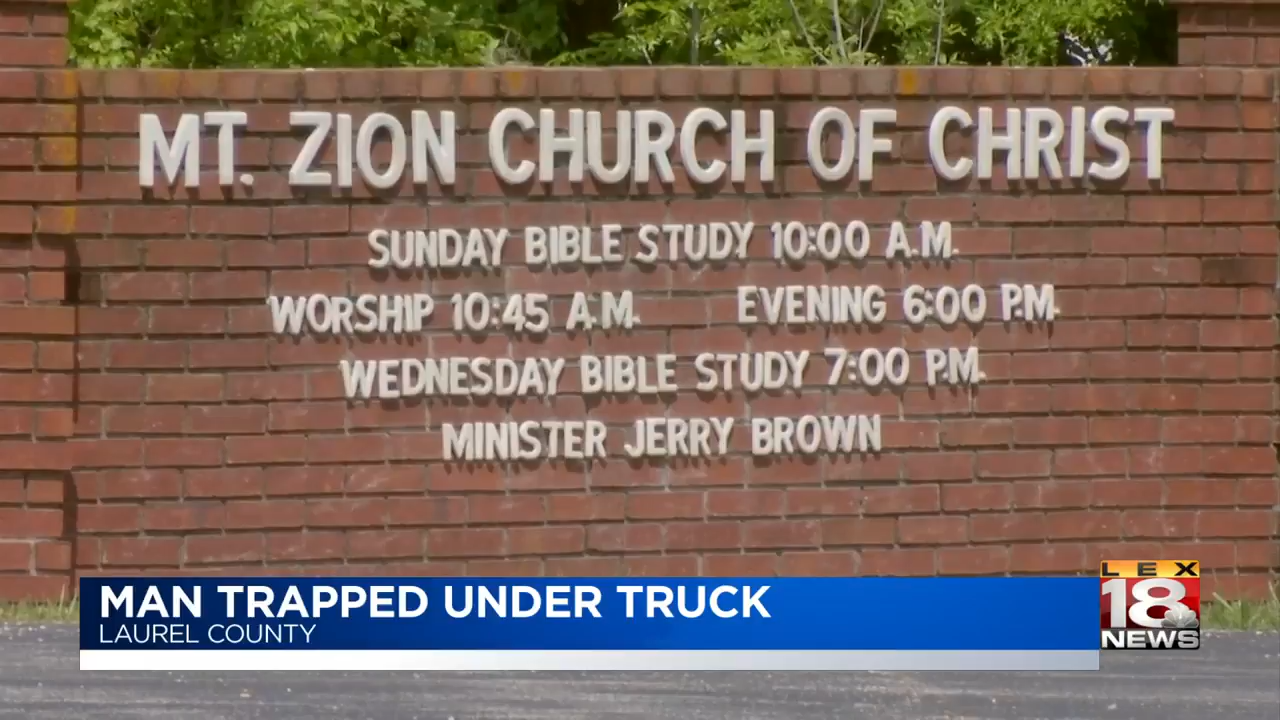 MT. ZION CHURCH OF CHRIST
SUNDAY BIBLE STUDY 10:00 A.M.
WORSHIP 10:45 A.M. EVENING 6:00 P.M.
WEDNESDAY BIBLE STUDY 7:00 P.M.
MINISTER JERRY BROWN
MAN TRAPPED UNDER TRUCK
LAUREL COUNTY
LEX
18
NEWS